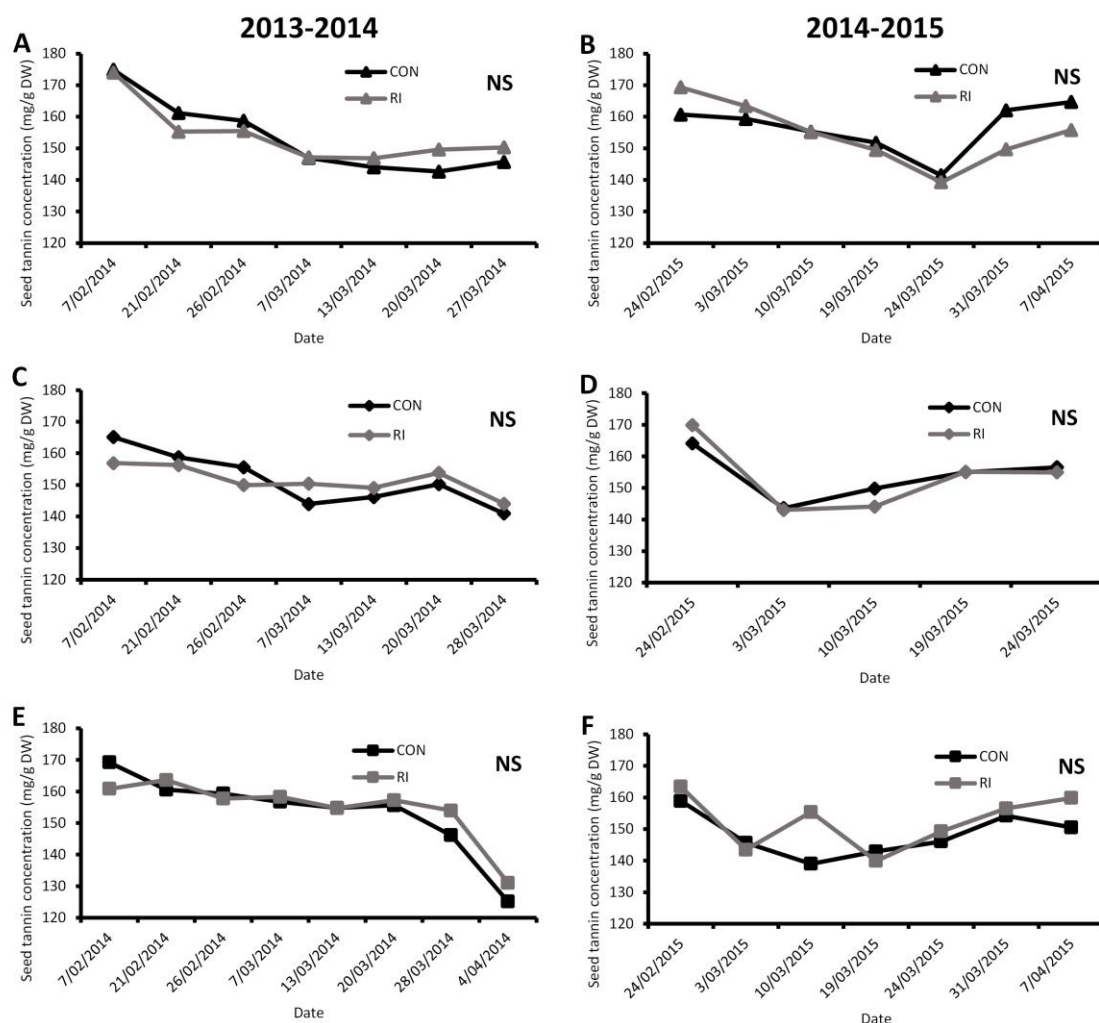 2013-2014
2014-2015
A
Seed tannin concentration (mg/g DW)
180
170
160
150
140
130
120
CON
RI
NS
7/02/2014
21/02/2014
26/02/2014
7/03/2014
13/03/2014
20/03/2014
27/03/2014
Date
B
Seed tannin concentration (mg/g DW)
180
170
160
150
140
130
120
CON
RI
NS
24/02/2015
3/03/2015
10/03/2015
19/03/2015
24/03/2015
31/03/2015
7/04/2015
Date
C
Seed tannin concentration (mg/g DW)
180
170
160
150
140
130
120
CON
RI
NS
7/02/2014
21/02/2014
26/02/2014
7/03/2014
13/03/2014
20/03/2014
28/03/2014
Date
D
Seed tannin concentration (mg/g DW)
180
170
160
150
140
130
120
CON
RI
NS
24/02/2015
3/03/2015
10/03/2015
19/03/2015
24/03/2015
Date
E
Seed tannin concentration (mg/g DW)
180
170
160
150
140
130
120
CON
RI
NS
7/02/2014
21/02/2014
26/02/2014
7/03/2014
13/03/2014
20/03/2014
28/03/2014
4/04/2014
Date
F
Seed tannin concentration (mg/g DW)
180
170
160
150
140
130
120
CON
RI
NS
24/02/2015
3/03/2015
10/03/2015
19/03/2015
24/03/2015
31/03/2015
7/04/2015
Date